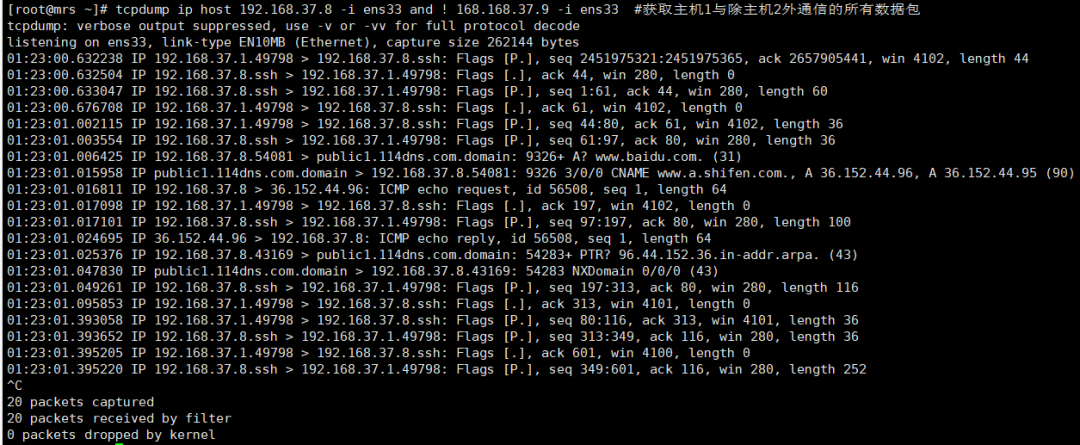 [root@mrs ~]# tcpdump ip host 192.168.37.8 -i ens33 and ! 168.168.37.9 -i ens33  #获取主机1与除主机2外通信的所有数据包
tcpdump: verbose output suppressed, use -v or -vv for full protocol decode
listening on ens33, link-type EN10MB (Ethernet), capture size 262144 bytes
01:23:00.632238 IP 192.168.37.1.49798 > 192.168.37.8.ssh: Flags [P.], seq 2451975321:2451975365, ack 2657905441, win 4102, length 44
01:23:00.632504 IP 192.168.37.8.ssh > 192.168.37.1.49798: Flags [.], ack 44, win 280, length 0
01:23:00.633047 IP 192.168.37.8.ssh > 192.168.37.1.49798: Flags [P.], seq 1:61, ack 44, win 280, length 60
01:23:00.676708 IP 192.168.37.1.49798 > 192.168.37.8.ssh: Flags [.], ack 61, win 4102, length 0
01:23:01.002115 IP 192.168.37.1.49798 > 192.168.37.8.ssh: Flags [P.], seq 44:80, ack 61, win 4102, length 36
01:23:01.003554 IP 192.168.37.8.ssh > 192.168.37.1.49798: Flags [P.], seq 61:97, ack 80, win 280, length 36
01:23:01.006425 IP 192.168.37.8.54081 > public1.114dns.com.domain: 9326+ A? www.baidu.com. (31)
01:23:01.015958 IP public1.114dns.com.domain > 192.168.37.8.54081: 9326 3/0/0 CNAME www.a.shifen.com., A 36.152.44.96, A 36.152.44.95 (90)
01:23:01.016811 IP 192.168.37.8 > 36.152.44.96: ICMP echo request, id 56508, seq 1, length 64
01:23:01.017098 IP 192.168.37.1.49798 > 192.168.37.8.ssh: Flags [.], ack 197, win 4102, length 0
01:23:01.017101 IP 192.168.37.8.ssh > 192.168.37.1.49798: Flags [P.], seq 97:197, ack 80, win 280, length 100
01:23:01.024695 IP 36.152.44.96 > 192.168.37.8: ICMP echo reply, id 56508, seq 1, length 64
01:23:01.025376 IP 192.168.37.8.43169 > public1.114dns.com.domain: 54283+ PTR? 96.44.152.36.in-addr.arpa. (43)
01:23:01.047830 IP public1.114dns.com.domain > 192.168.37.8.43169: 54283 NXDomain 0/0/0 (43)
01:23:01.049261 IP 192.168.37.8.ssh > 192.168.37.1.49798: Flags [P.], seq 197:313, ack 80, win 280, length 116
01:23:01.095853 IP 192.168.37.1.49798 > 192.168.37.8.ssh: Flags [.], ack 313, win 4101, length 0
01:23:01.393058 IP 192.168.37.1.49798 > 192.168.37.8.ssh: Flags [P.], seq 80:116, ack 313, win 4101, length 36
01:23:01.393652 IP 192.168.37.8.ssh > 192.168.37.1.49798: Flags [P.], seq 313:349, ack 116, win 280, length 36
01:23:01.395205 IP 192.168.37.1.49798 > 192.168.37.8.ssh: Flags [.], ack 601, win 4100, length 0
01:23:01.395220 IP 192.168.37.8.ssh > 192.168.37.1.49798: Flags [P.], seq 349:601, ack 116, win 280, length 252
^C
20 packets captured
20 packets received by filter
0 packets dropped by kernel